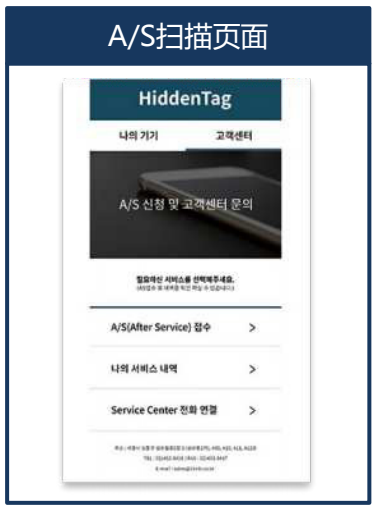 A/S扫描页面
HiddenTag
나의 기기
고객센터
A/S 신청 및 고객센터 문의
필요하신 서비스를 선택해주세요.
A/S(After Service) 접수 >
나의 서비스 내역 >
Service Center 전화 연결 >